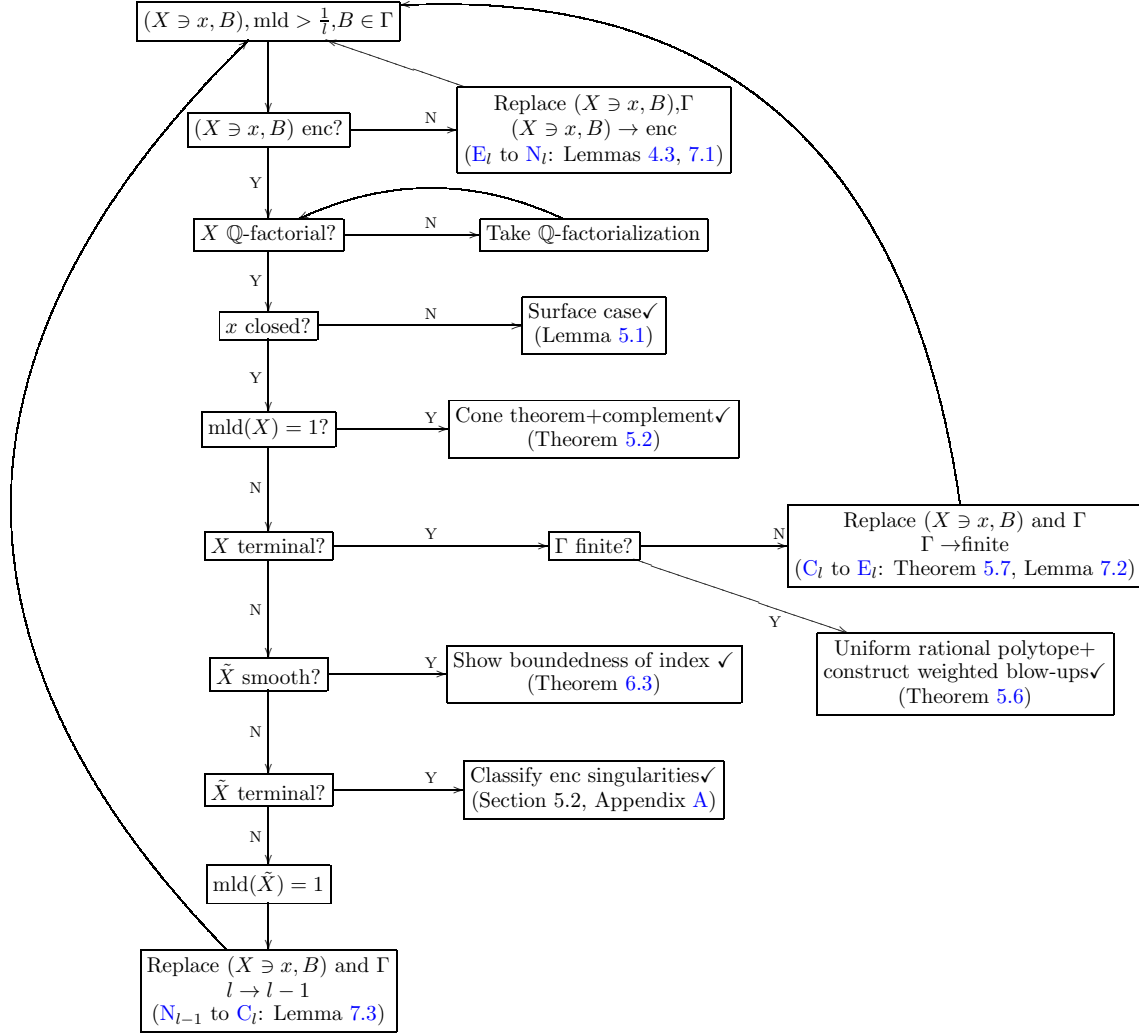 (X ∋ x, B), mld > 1/l, B ∈ Γ
(X ∋ x, B) enc?
N
Replace (X ∋ x, B),Γ
(X ∋ x, B) → enc
(E_l to N_l: Lemmas 4.3, 7.1)
Y
X ℚ-factorial?
N
Take ℚ-factorialization
Y
x closed?
N
Surface case✓
(Lemma 5.1)
Y
mld(X) = 1?
Y
Cone theorem+complement✓
(Theorem 5.2)
N
X terminal?
Y
Γ finite?
N
Replace (X ∋ x, B) and Γ
Γ →finite
(C_l to E_l: Theorem 5.7, Lemma 7.2)
Y
Uniform rational polytope+
construct weighted blow-ups✓
(Theorem 5.6)
N
X̃ smooth?
Y
Show boundedness of index ✓
(Theorem 6.3)
N
X̃ terminal?
Y
Classify enc singularities✓
(Section 5.2, Appendix A)
N
mld(X̃) = 1
Replace (X ∋ x, B) and Γ
l → l − 1
(N_{l−1} to C_l: Lemma 7.3)